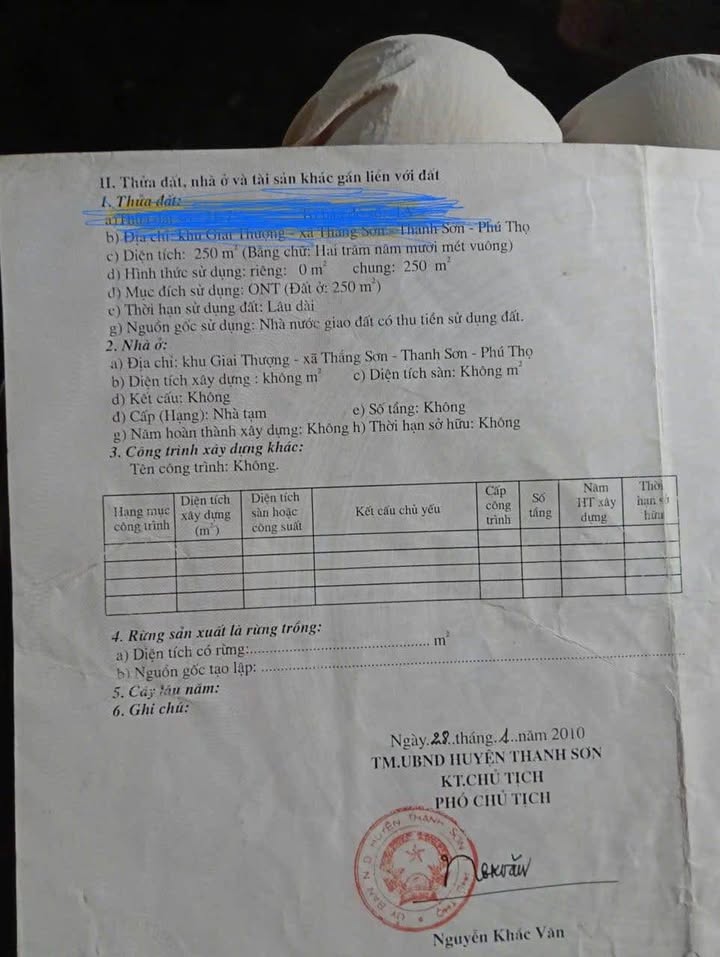 II. Thửa đất, nhà ở và tài sản khác gắn liền với đất
1. Thửa đất:
b) Địa chỉ: khu Giai Thượng - xã Thắng Sơn - Thanh Sơn - Phú Thọ
c) Diện tích: 250 m² (Bằng chữ: Hai trăm năm mươi mét vuông)
d) Hình thức sử dụng: riêng: 0 m² chung: 250 m²
đ) Mục đích sử dụng: ONT (Đất ở: 250 m²)
e) Thời hạn sử dụng đất: Lâu dài
g) Nguồn gốc sử dụng: Nhà nước giao đất có thu tiền sử dụng đất.
2. Nhà ở:
a) Địa chỉ: khu Giai Thượng - xã Thắng Sơn - Thanh Sơn - Phú Thọ
b) Diện tích xây dựng : không m² c) Diện tích sàn: Không m²
d) Kết cấu: Không
đ) Cấp (Hạng): Nhà tạm e) Số tầng: Không
g) Năm hoàn thành xây dựng: Không h) Thời hạn sở hữu: Không
3. Công trình xây dựng khác:
Tên công trình: Không.
Hạng mục công trình Diện tích xây dựng (m²) Diện tích sàn hoặc công suất Kết cấu chủ yếu Cấp công trình Số tầng Năm HT xây dựng Thời hạn sở hữu
4. Rừng sản xuất là rừng trồng:
a) Diện tích có rừng:........................................ m²
b) Nguồn gốc tạo lập: ................................................................
5. Cây lâu năm:
6. Ghi chú:
Ngày.28..tháng.1..năm 2010
TM.UBND HUYỆN THANH SƠN
KT.CHỦ TỊCH
PHÓ CHỦ TỊCH
ỦY BAN N D HUYỆN THANH SƠN
Nguyễn Khắc Văn